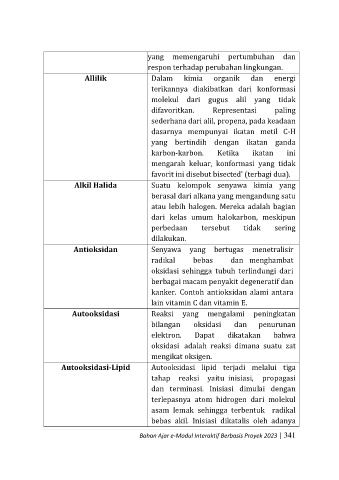 yang memengaruhi pertumbuhan dan
respon terhadap perubahan lingkungan.
Allilik
Dalam kimia organik dan energi
terikannya diakibatkan dari konformasi
molekul dari gugus alil yang tidak
difavoritkan. Representasi paling
sederhana dari alil, propena, pada keadaan
dasarnya mempunyai ikatan metil C-H
yang bertindih dengan ikatan ganda
karbon-karbon. Ketika ikatan ini
mengarah keluar, konformasi yang tidak
favorit ini disebut bisected' (terbagi dua).
Alkil Halida
Suatu kelompok senyawa kimia yang
berasal dari alkana yang mengandung satu
atau lebih halogen. Mereka adalah bagian
dari kelas umum halokarbon, meskipun
perbedaan tersebut tidak sering
dilakukan.
Antioksidan
Senyawa yang bertugas menetralisir
radikal bebas dan menghambat
oksidasi sehingga tubuh terlindungi dari
berbagai macam penyakit degeneratif dan
kanker. Contoh antioksidan alami antara
lain vitamin C dan vitamin E.
Autooksidasi
Reaksi yang mengalami peningkatan
bilangan oksidasi dan penurunan
elektron. Dapat dikatakan bahwa
oksidasi adalah reaksi dimana suatu zat
mengikat oksigen.
Autooksidasi-Lipid
Autooksidasi lipid terjadi melalui tiga
tahap reaksi yaitu inisiasi, propagasi
dan terminasi. Inisiasi dimulai dengan
terlepasnya atom hidrogen dari molekul
asam lemak sehingga terbentuk radikal
bebas akil. Inisiasi dikatalis oleh adanya
Bahan Ajar e-Modul Interaktif Berbasis Proyek 2023 | 341